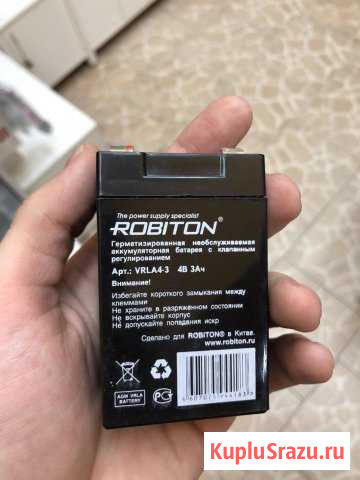 The power supply specialist
ROBITON®
Герметизированная необслуживаемая
аккумуляторная батарея с клапанным
регулированием
Арт.: VRLA4-3 4В 3Ач
Внимание!
Избегайте короткого замыкания между
клеммами
Не хранить в разряженном состоянии
Не вскрывайте корпус
Не допускайте попадания искр
Сделано для ROBITON® в Китае.
www.robiton.ru
AGM VRLA
BATTERY
РСТ
KupluSrazu.ru